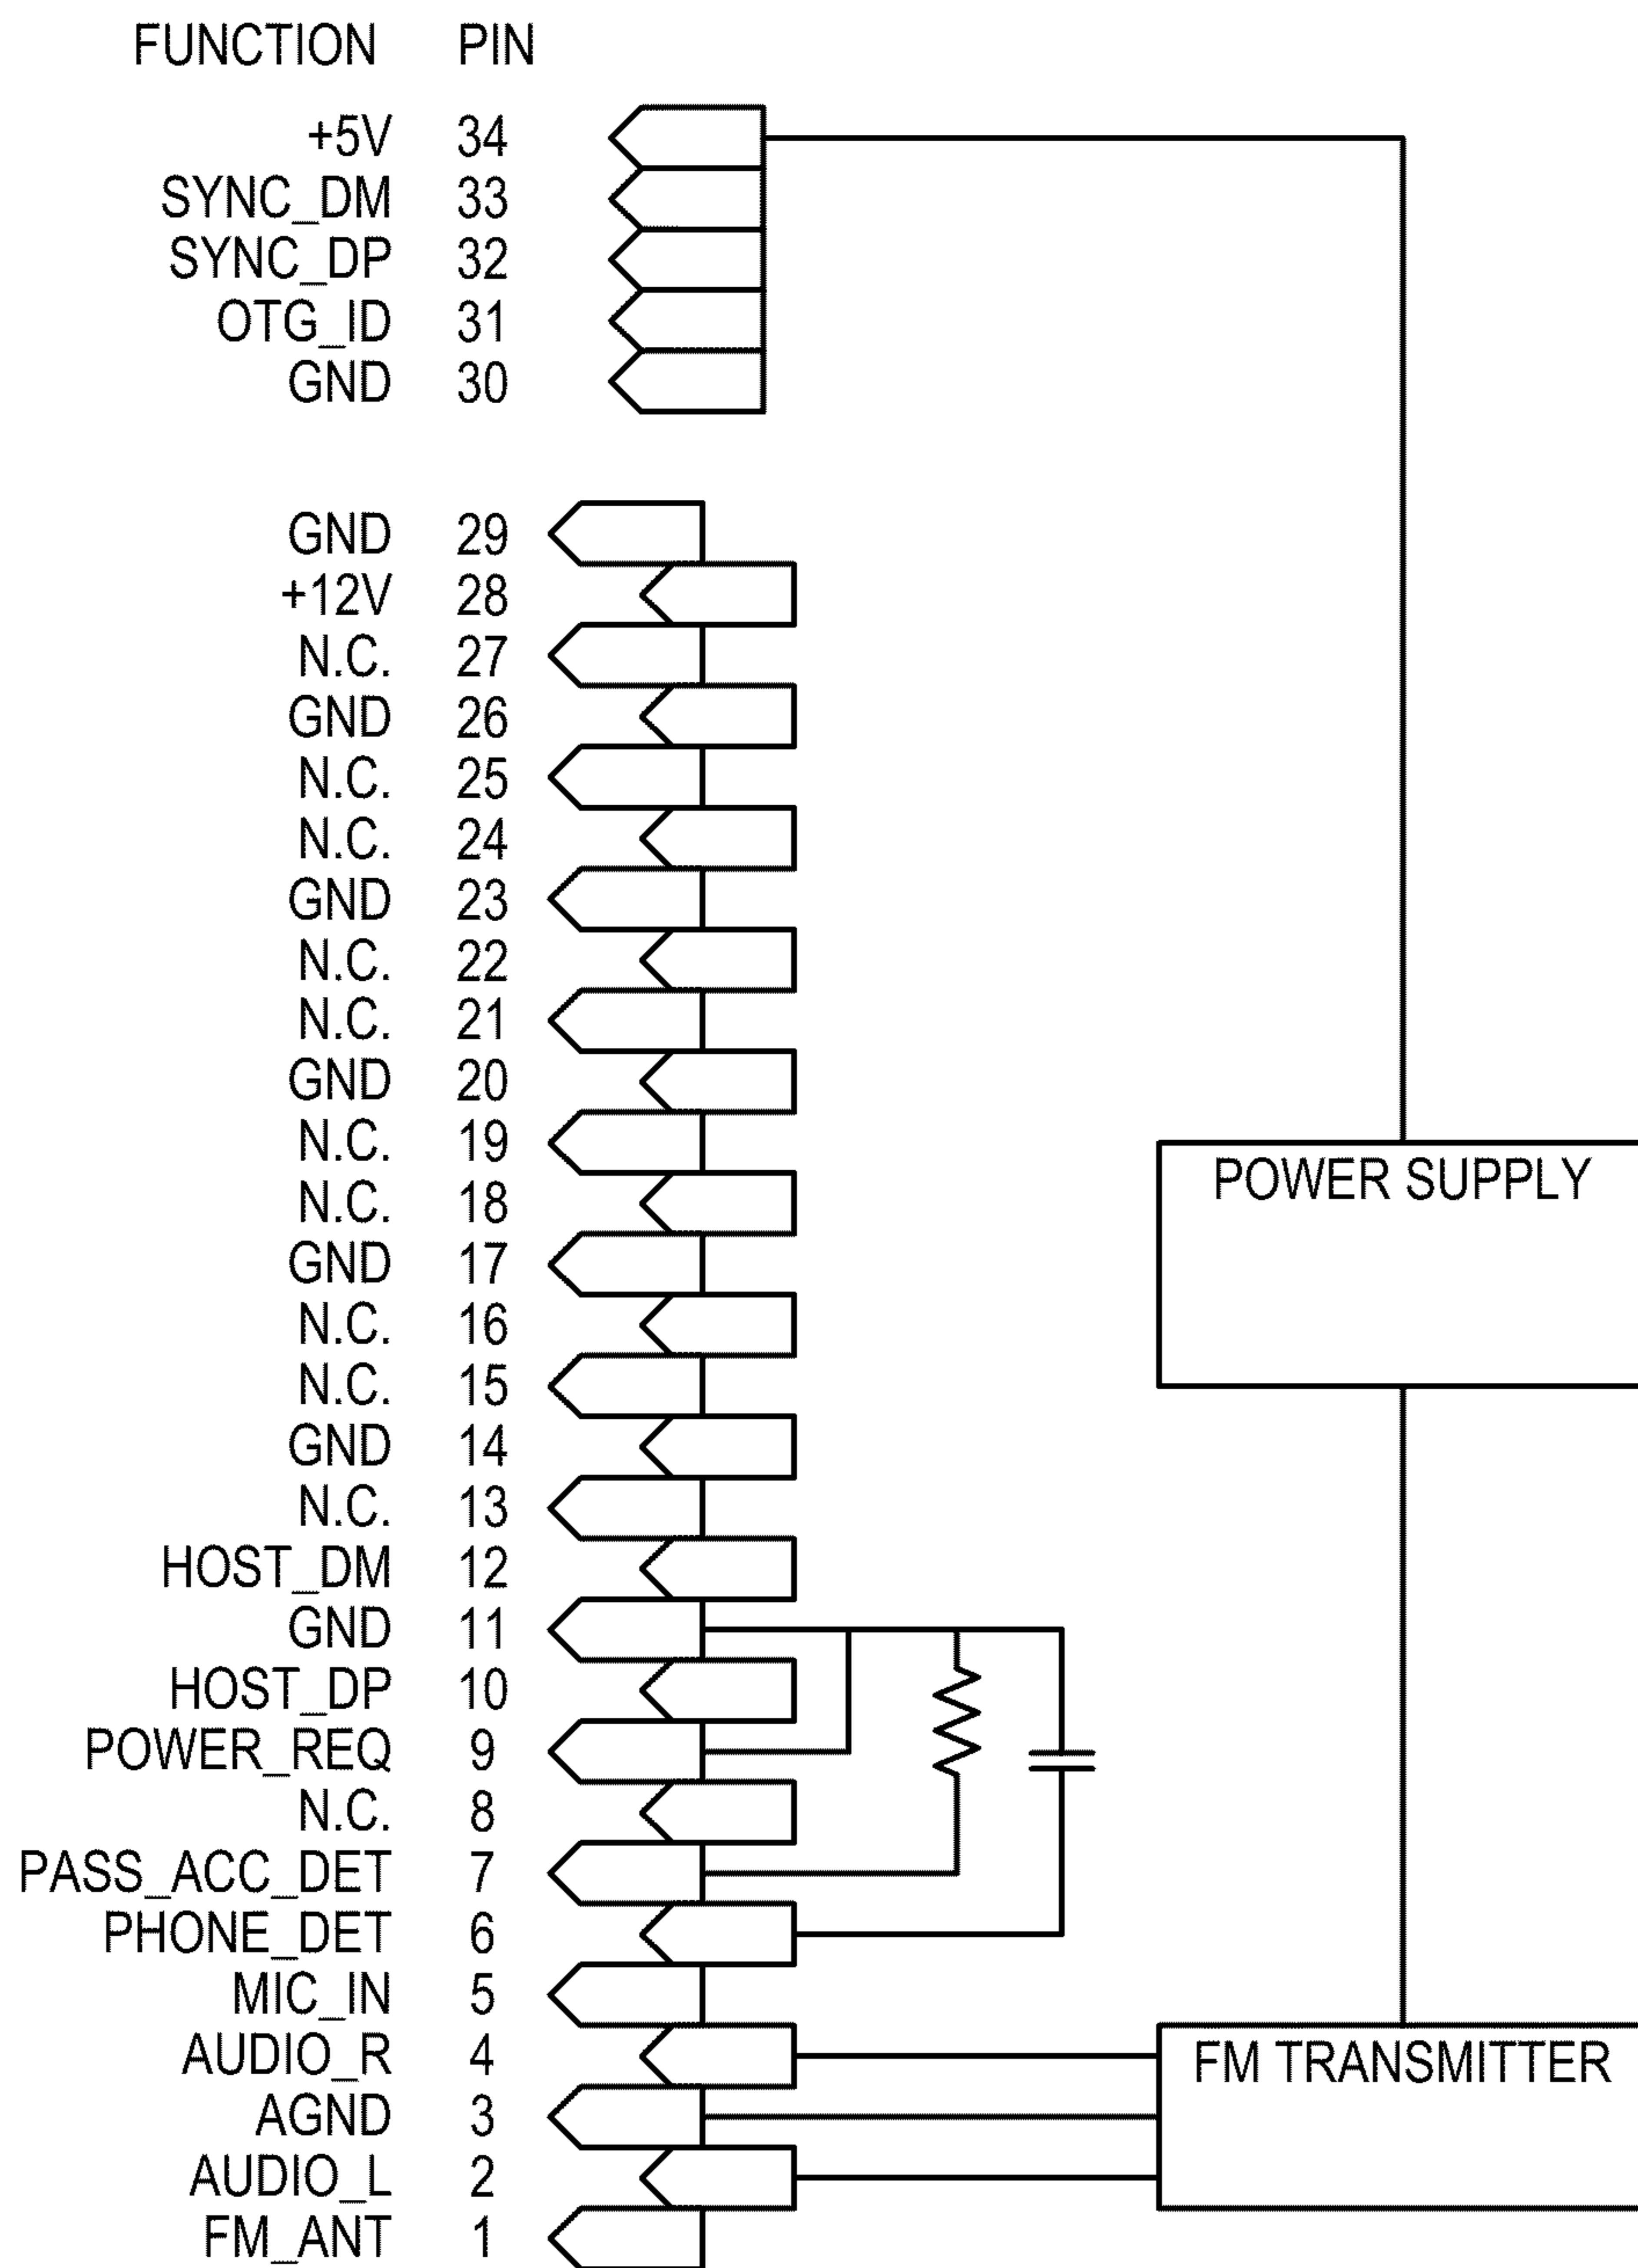 FUNCTION PIN
+5V 34
SYNC_DM 33
SYNC_DP 32
OTG_ID 31
GND 30
GND 29
+12V 28
N.C. 27
GND 26
N.C. 25
N.C. 24
GND 23
N.C. 22
N.C. 21
GND 20
N.C. 19
POWER SUPPLY
N.C. 18
GND 17
N.C. 16
N.C. 15
GND 14
N.C. 13
HOST_DM 12
GND 11
HOST_DP 10
POWER_REQ 9
N.C. 8
PASS_ACC_DET 7
PHONE_DET 6
MIC_IN 5
AUDIO_R 4
FM TRANSMITTER
AGND 3
AUDIO_L 2
FM_ANT 1